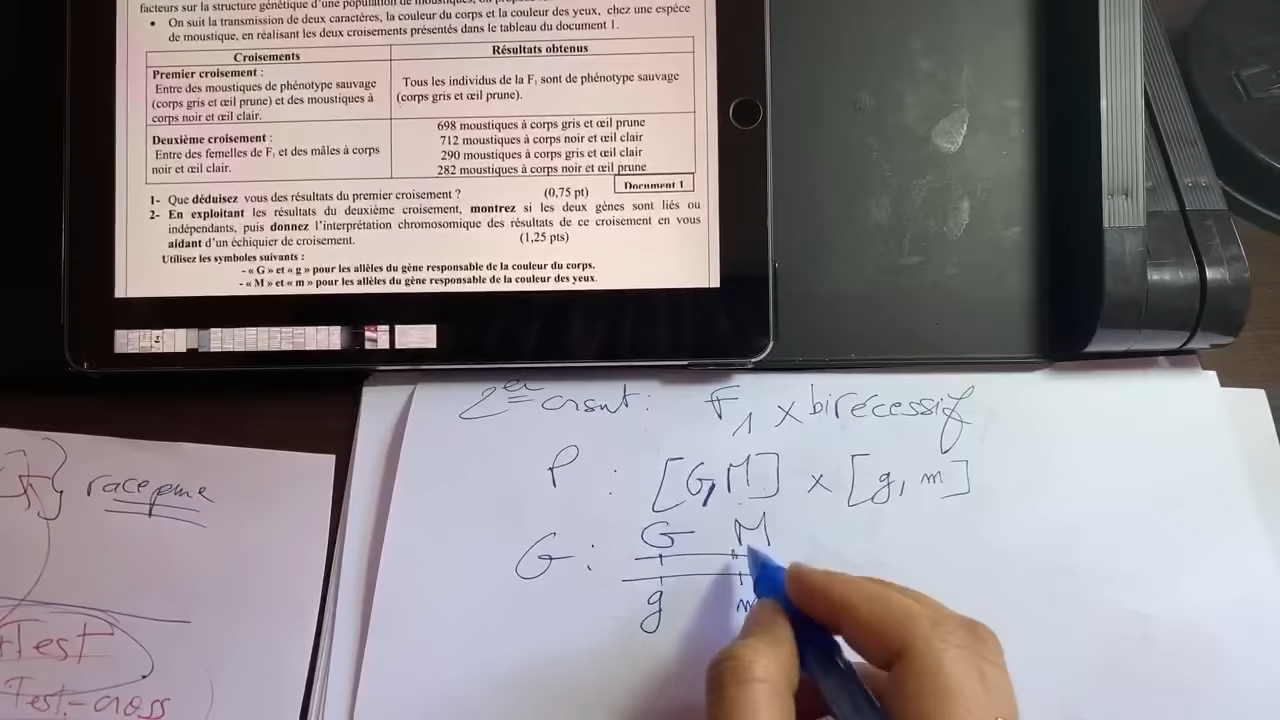 facteurs sur la structure génétique d'une population de moustiques, on propose
• On suit la transmission de deux caractères, la couleur du corps et la couleur des yeux, chez une espèce
de moustique, en réalisant les deux croisements présentés dans le tableau du document 1.
Croisements
Résultats obtenus
Premier croisement :
Entre des moustiques de phénotype sauvage
(corps gris et œil prune) et des moustiques à
corps noir et œil clair.
Tous les individus de la F₁ sont de phénotype sauvage
(corps gris et œil prune).
Deuxième croisement :
Entre des femelles de F₁ et des mâles à corps
noir et œil clair.
698 moustiques à corps gris et œil prune
712 moustiques à corps noir et œil clair
290 moustiques à corps gris et œil clair
282 moustiques à corps noir et œil prune
Document 1
1- Que déduisez vous des résultats du premier croisement ? (0,75 pt)
2- En exploitant les résultats du deuxième croisement, montrez si les deux gènes sont liés ou
indépendants, puis donnez l'interprétation chromosomique des résultats de ce croisement en vous
aidant d'un échiquier de croisement. (1,25 pts)
Utilisez les symboles suivants :
- « G » et « g » pour les allèles du gène responsable de la couleur du corps.
- « M » et « m » pour les allèles du gène responsable de la couleur des yeux.
2er crsmt : F1 x birécessif
P : [G,M] x [g, m]
G : G M
g m
race pure
Test
Test-cross